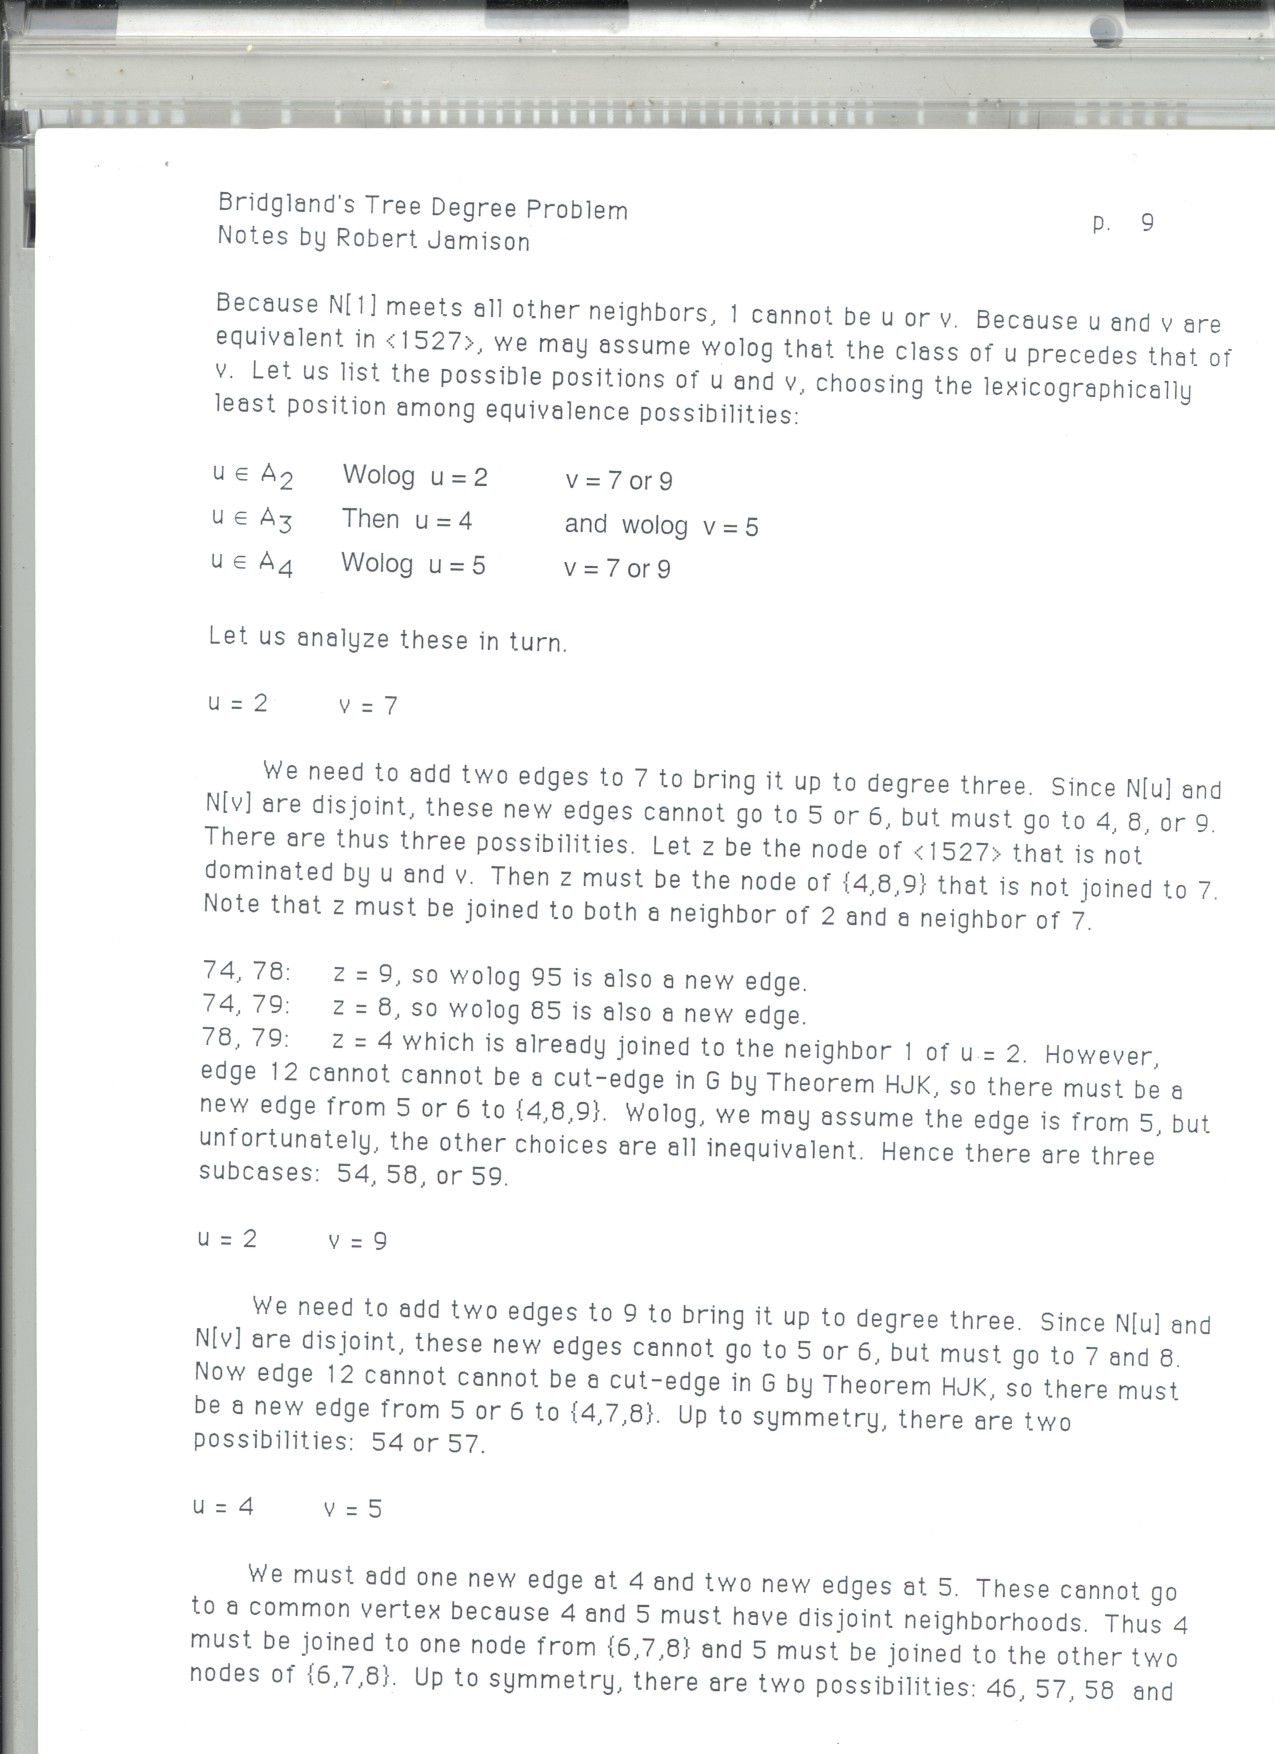 Bridgland's Tree Degree Problem
Notes by Robert Jamison
p. 9
Because N[1] meets all other neighbors, 1 cannot be u or v. Because u and v are
equivalent in <1527>, we may assume wolog that the class of u precedes that of
v. Let us list the possible positions of u and v, choosing the lexicographically
least position among equivalence possibilities:
u ∈ A2 Wolog u = 2 v = 7 or 9
u ∈ A3 Then u = 4 and wolog v = 5
u ∈ A4 Wolog u = 5 v = 7 or 9
Let us analyze these in turn.
u = 2 v = 7
We need to add two edges to 7 to bring it up to degree three. Since N[u] and
N[v] are disjoint, these new edges cannot go to 5 or 6, but must go to 4, 8, or 9.
There are thus three possibilities. Let z be the node of <1527> that is not
dominated by u and v. Then z must be the node of {4,8,9} that is not joined to 7.
Note that z must be joined to both a neighbor of 2 and a neighbor of 7.
74, 78: z = 9, so wolog 95 is also a new edge.
74, 79: z = 8, so wolog 85 is also a new edge.
78, 79: z = 4 which is already joined to the neighbor 1 of u = 2. However,
edge 12 cannot cannot be a cut-edge in G by Theorem HJK, so there must be a
new edge from 5 or 6 to {4,8,9}. Wolog, we may assume the edge is from 5, but
unfortunately, the other choices are all inequivalent. Hence there are three
subcases: 54, 58, or 59.
u = 2 v = 9
We need to add two edges to 9 to bring it up to degree three. Since N[u] and
N[v] are disjoint, these new edges cannot go to 5 or 6, but must go to 7 and 8.
Now edge 12 cannot cannot be a cut-edge in G by Theorem HJK, so there must
be a new edge from 5 or 6 to {4,7,8}. Up to symmetry, there are two
possibilities: 54 or 57.
u = 4 v = 5
We must add one new edge at 4 and two new edges at 5. These cannot go
to a common vertex because 4 and 5 must have disjoint neighborhoods. Thus 4
must be joined to one node from {6,7,8} and 5 must be joined to the other two
nodes of {6,7,8}. Up to symmetry, there are two possibilities: 46, 57, 58 and